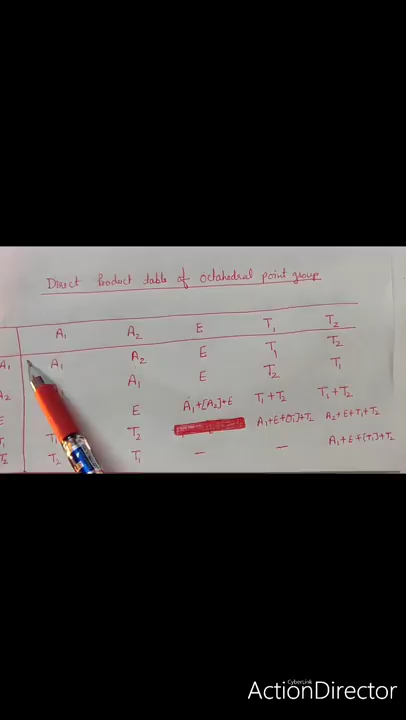 Direct Product table of octahedral point group
A₁ A₂ E T₁ T₂
A₁ A₁ A₂ E T₁ T₂
A₂ A₁ E T₂ T₁
E E A₁+[A₂]+E T₁+T₂ T₁+T₂
T₁ T₁ T₂ A₁+E+[T₁]+T₂ A₂+E+T₁+T₂
T₂ T₂ T₁ — — A₁+E+[T₁]+T₂
CyberLink
ActionDirector